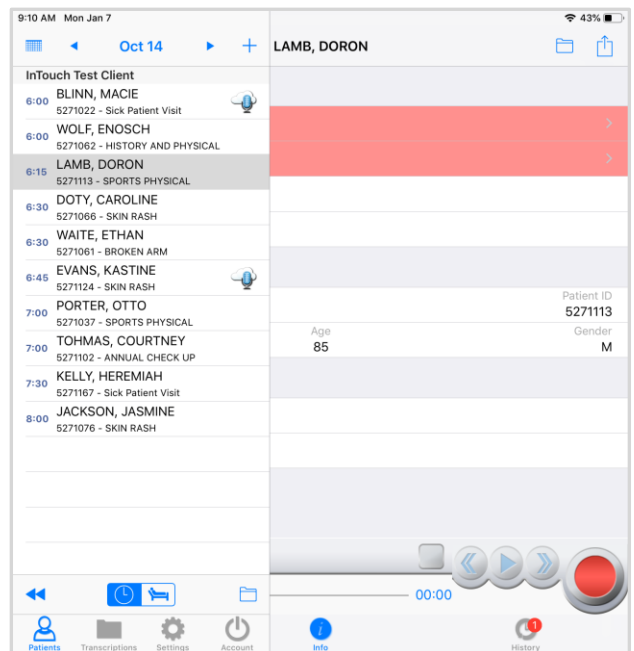 9:10 AM Mon Jan 7
43%
Oct 14
LAMB, DORON
InTouch Test Client
6:00 BLINN, MACIE
5271022 - Sick Patient Visit
6:00 WOLF, ENOSCH
5271062 - HISTORY AND PHYSICAL
6:15 LAMB, DORON
5271113 - SPORTS PHYSICAL
6:30 DOTY, CAROLINE
5271066 - SKIN RASH
6:30 WAITE, ETHAN
5271061 - BROKEN ARM
6:45 EVANS, KASTINE
5271124 - SKIN RASH
7:00 PORTER, OTTO
5271037 - SPORTS PHYSICAL
7:00 TOHMAS, COURTNEY
5271102 - ANNUAL CHECK UP
7:30 KELLY, HEREMIAH
5271167 - Sick Patient Visit
8:00 JACKSON, JASMINE
5271076 - SKIN RASH
Patient ID
5271113
Age Gender
85 M
00:00
1
Patients Transcriptions Settings Account Info History